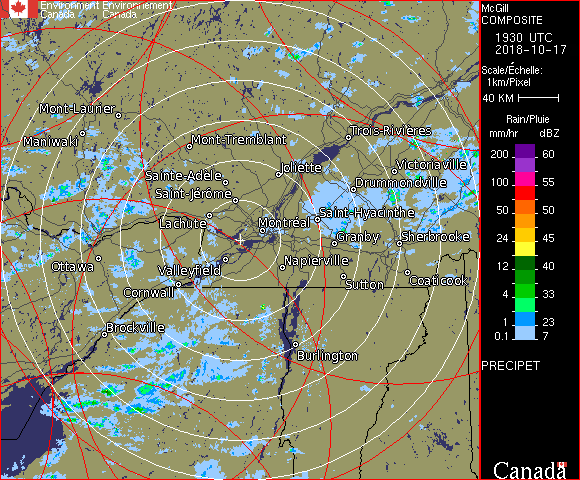 Environment Environnement
Canada Canada
McGill
COMPOSITE
1930 UTC
2018-10-17
Scale/Échelle:
1km/Pixel
40 KM
Rain/Pluie
mm/hr dBZ
200 60
100 55
50 50
24 45
12 40
4 33
1 23
0.1 7
PRECIPET
Canada
Mont-Laurier
Maniwaki
Mont-Tremblant
Trois-Rivières
Joliette
Victoriaville
Sainte-Adèle
Drummondville
Saint-Jérôme
Lachute
Saint-Hyacinthe
Montréal
Granby
Sherbrooke
Ottawa
Valleyfield
Napierville
Cornwall
Sutton
Coaticook
Brockville
Burlington